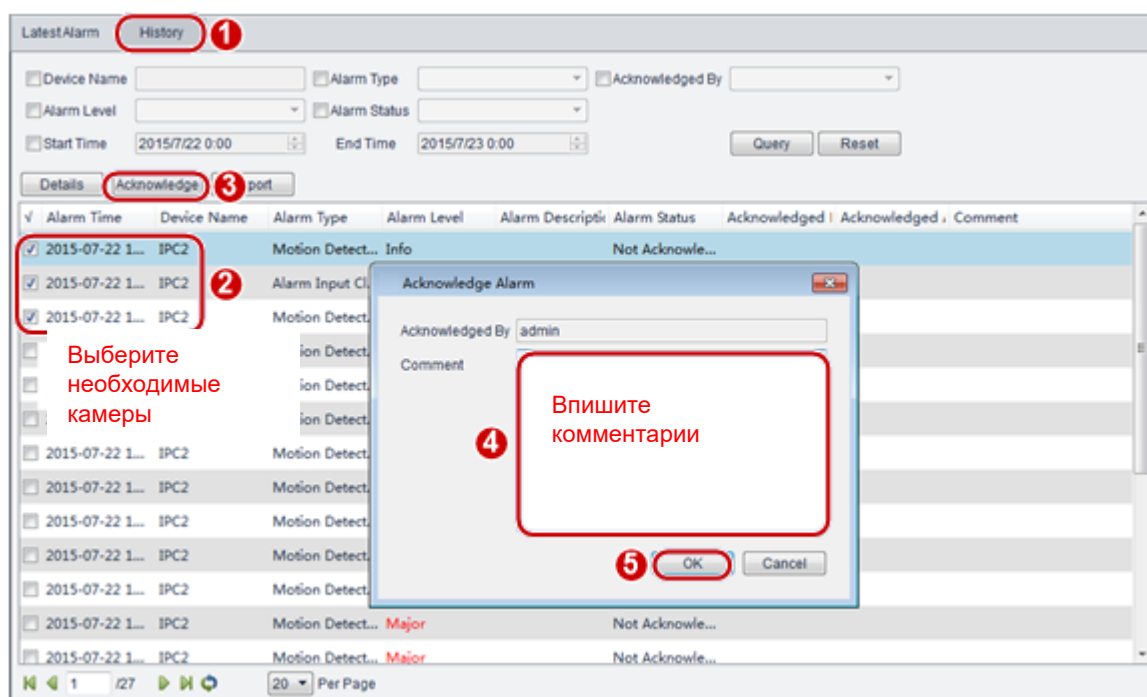 Latest Alarm History 1
Device Name Alarm Type Acknowledged By
Alarm Level Alarm Status
Start Time 2015/7/22 0:00 End Time 2015/7/23 0:00 Query Reset
Details Acknowledge 3 port
√ Alarm Time Device Name Alarm Type Alarm Level Alarm Descriptic Alarm Status Acknowledged Acknowledged Comment
2015-07-22 1... IPC2 Motion Detect... Info Not Acknowle...
2015-07-22 1... IPC2 2 Alarm Input Cl
2015-07-22 1... IPC2 Motion Detect.
ion Detect.
ion Detect.
ion Detect.
Выберите
необходимые
камеры
2015-07-22 1... IPC2 Motion Detect.
2015-07-22 1... IPC2 Motion Detect.
2015-07-22 1... IPC2 Motion Detect.
2015-07-22 1... IPC2 Motion Detect.
2015-07-22 1... IPC2 Motion Detect.
2015-07-22 1... IPC2 Motion Detect... Major Not Acknowle...
2015-07-22 1... IPC2 Motion Detect... Major Not Acknowle...
Acknowledge Alarm
Acknowledged By admin
Comment
Впишите
комментарии
4
5 OK Cancel
1 /27 20 Per Page